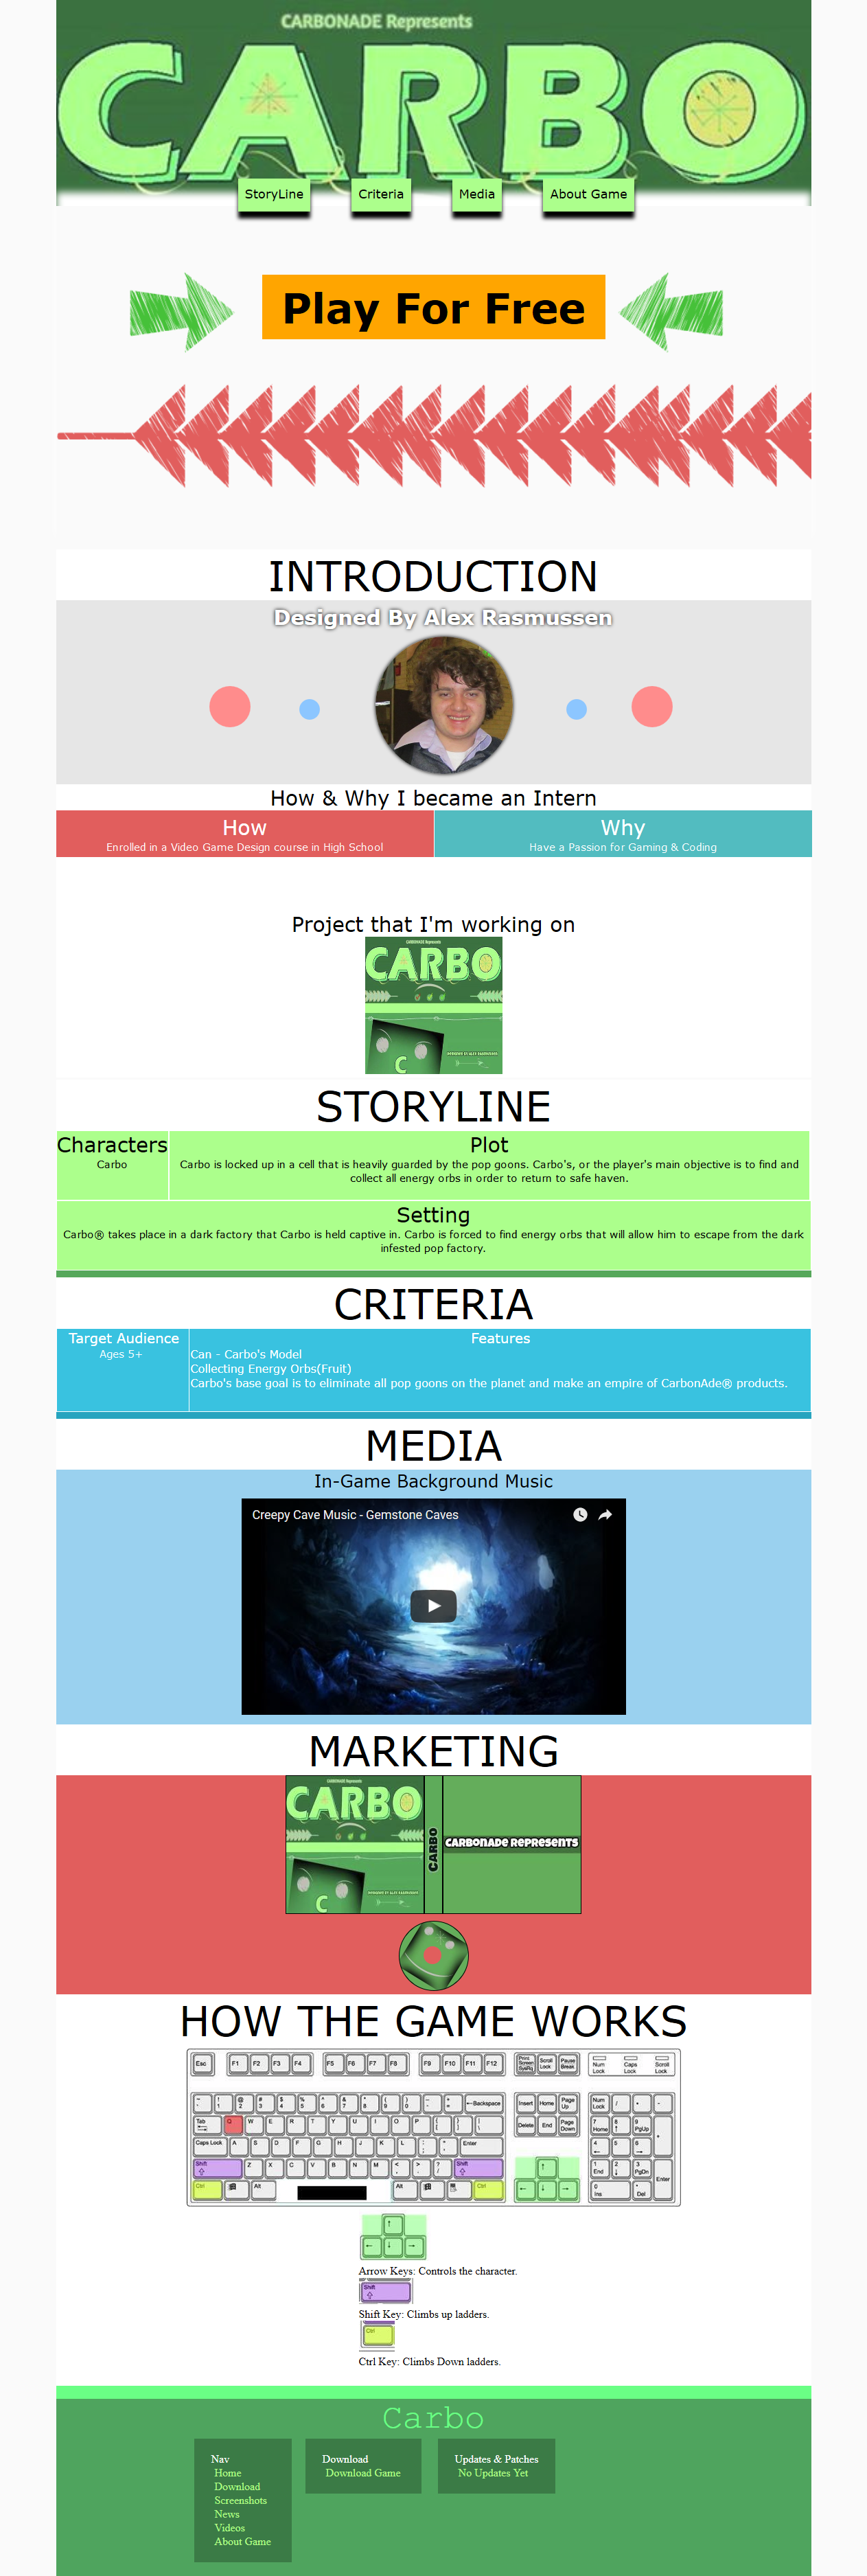 CARBONADE Represents
CARBO
StoryLine
Criteria
Media
About Game
Play For Free
INTRODUCTION
Designed By Alex Rasmussen
How & Why I became an Intern
How
Enrolled in a Video Game Design course in High School
Why
Have a Passion for Gaming & Coding
Project that I'm working on
CARBONADE Represents
CARBO
C
DESIGNED BY ALEX RASMUSSEN
STORYLINE
Characters
Carbo
Plot
Carbo is locked up in a cell that is heavily guarded by the pop goons. Carbo's, or the player's main objective is to find and
collect all energy orbs in order to return to safe haven.
Setting
Carbo® takes place in a dark factory that Carbo is held captive in. Carbo is forced to find energy orbs that will allow him to escape from the dark
infested pop factory.
CRITERIA
Target Audience
Ages 5+
Features
Can - Carbo's Model
Collecting Energy Orbs(Fruit)
Carbo's base goal is to eliminate all pop goons on the planet and make an empire of CarbonAde® products.
MEDIA
In-Game Background Music
Creepy Cave Music - Gemstone Caves
MARKETING
CARBONADE Represents
CARBO
C
DESIGNED BY ALEX RASMUSSEN
CARBO
CARBONADE REPRESENTS
HOW THE GAME WORKS
Esc F1 F2 F3 F4 F5 F6 F7 F8 F9 F10 F11 F12 Print Screen SysRq Scroll Lock Pause Break Num Lock Caps Lock Scroll Lock
~ ` ! 1 @ 2 # 3 $ 4 % 5 ^ 6 & 7 * 8 ( 9 ) 0 Backspace Insert Home Page Up Num Lock / * -
Tab Q W E R T Y U I O P { [ } ] | \ Delete End Page Down 7 Home 8 ↑ 9 PgUp +
Caps Lock A S D F G H J K L : ; Enter 4 ← 5 6 →
Shift Z X C V B N M < , > . ? / Shift ↑ 1 End 2 ↓ 3 PgDn Enter
Ctrl Alt Alt Ctrl ← ↓ → 0 Ins . Del
↑
← ↓ →
Arrow Keys: Controls the character.
Shift
Shift Key: Climbs up ladders.
Ctrl
Ctrl Key: Climbs Down ladders.
Carbo
Nav
Home
Download
Screenshots
News
Videos
About Game
Download
Download Game
Updates & Patches
No Updates Yet